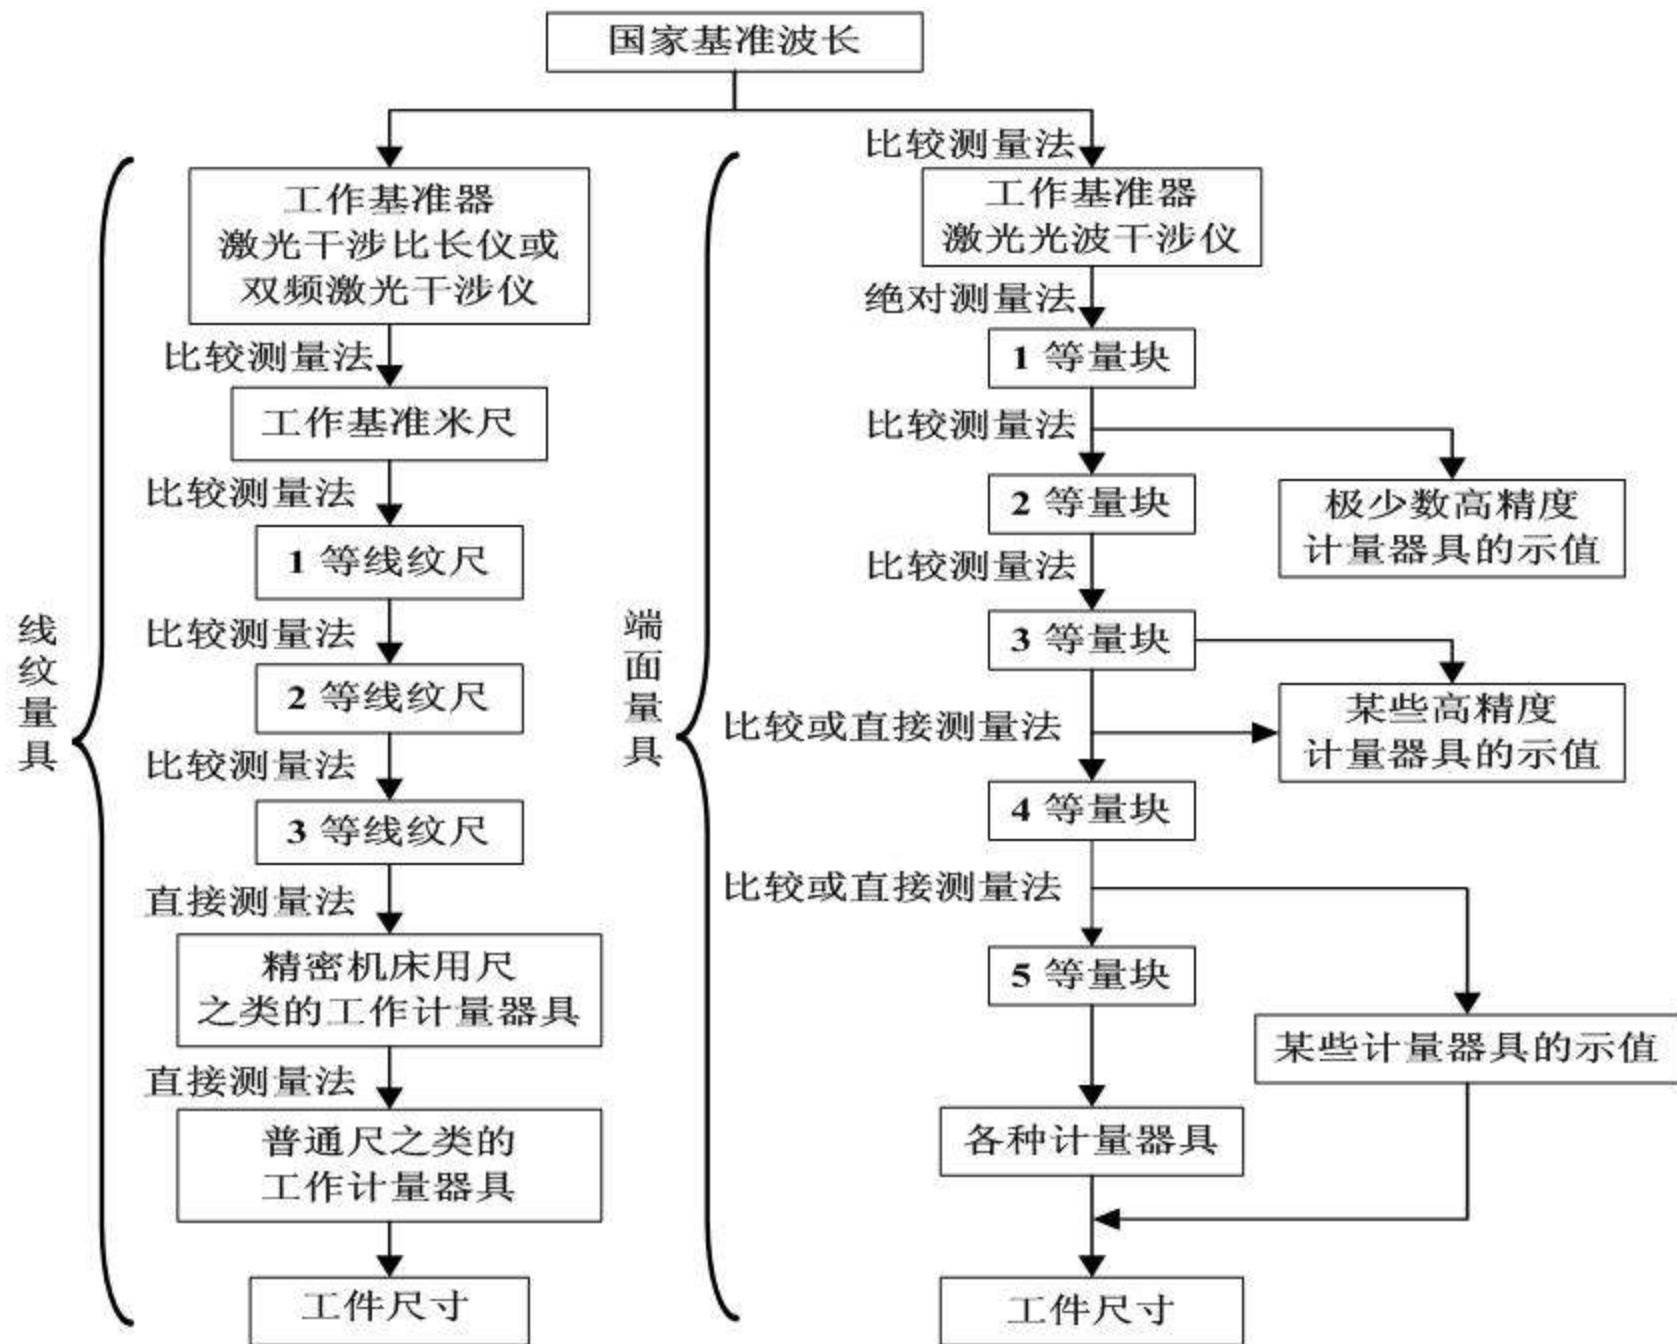 国家基准波长
线纹量具
工作基准器
激光干涉比长仪或
双频激光干涉仪
比较测量法
工作基准米尺
比较测量法
1 等线纹尺
比较测量法
2 等线纹尺
比较测量法
3 等线纹尺
直接测量法
精密机床用尺
之类的工作计量器具
直接测量法
普通尺之类的
工作计量器具
工件尺寸
端面量具
比较测量法
工作基准器
激光光波干涉仪
绝对测量法
1 等量块
比较测量法
2 等量块
极少数高精度
计量器具的示值
比较测量法
3 等量块
某些高精度
计量器具的示值
比较或直接测量法
4 等量块
比较或直接测量法
5 等量块
某些计量器具的示值
各种计量器具
工件尺寸